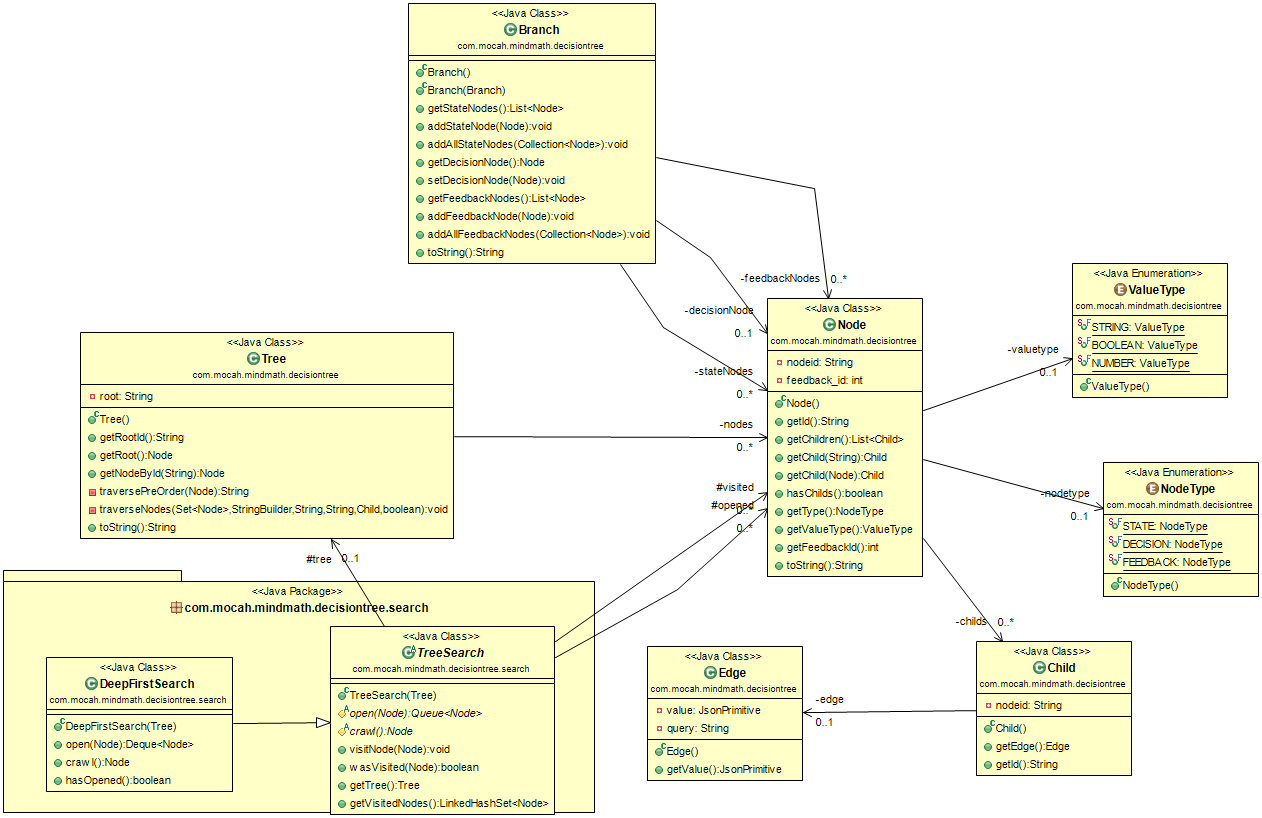 <<Java Class>>
Branch
com.mocah.mindmath.decisiontree
Branch()
Branch(Branch)
getStateNodes():List<Node>
addStateNode(Node):void
addAllStateNodes(Collection<Node>):void
getDecisionNode():Node
setDecisionNode(Node):void
getFeedbackNodes():List<Node>
addFeedbackNode(Node):void
addAllFeedbackNodes(Collection<Node>):void
toString():String
-feedbackNodes
0..*
-decisionNode
0..1
-stateNodes
0..*
<<Java Class>>
Tree
com.mocah.mindmath.decisiontree
root: String
Tree()
getRootId():String
getRoot():Node
getNodeById(String):Node
traversePreOrder(Node):String
traverseNodes(Set<Node>,StringBuilder,String,String,Child,boolean):void
toString():String
-nodes
0..*
<<Java Class>>
Node
com.mocah.mindmath.decisiontree
nodeid: String
feedback_id: int
Node()
getId():String
getChildren():List<Child>
getChild(String):Child
getChild(Node):Child
hasChilds():boolean
getType():NodeType
getValueType():ValueType
getFeedbackId():int
toString():String
<<Java Enumeration>>
ValueType
com.mocah.mindmath.decisiontree
STRING: ValueType
BOOLEAN: ValueType
NUMBER: ValueType
ValueType()
-valuetype
0..1
<<Java Enumeration>>
NodeType
com.mocah.mindmath.decisiontree
STATE: NodeType
DECISION: NodeType
FEEDBACK: NodeType
NodeType()
-nodetype
0..1
#visited
0..*
#opened
0..*
#tree
0..1
<<Java Package>>
com.mocah.mindmath.decisiontree.search
<<Java Class>>
DeepFirstSearch
com.mocah.mindmath.decisiontree.search
DeepFirstSearch(Tree)
open(Node):Deque<Node>
crawl():Node
hasOpened():boolean
<<Java Class>>
TreeSearch
com.mocah.mindmath.decisiontree.search
TreeSearch(Tree)
open(Node):Queue<Node>
crawl():Node
visitNode(Node):void
wasVisited(Node):boolean
getTree():Tree
getVisitedNodes():LinkedHashSet<Node>
<<Java Class>>
Edge
com.mocah.mindmath.decisiontree
value: JsonPrimitive
query: String
Edge()
getValue():JsonPrimitive
-edge
0..1
-childs
0..*
<<Java Class>>
Child
com.mocah.mindmath.decisiontree
nodeid: String
Child()
getEdge():Edge
getId():String